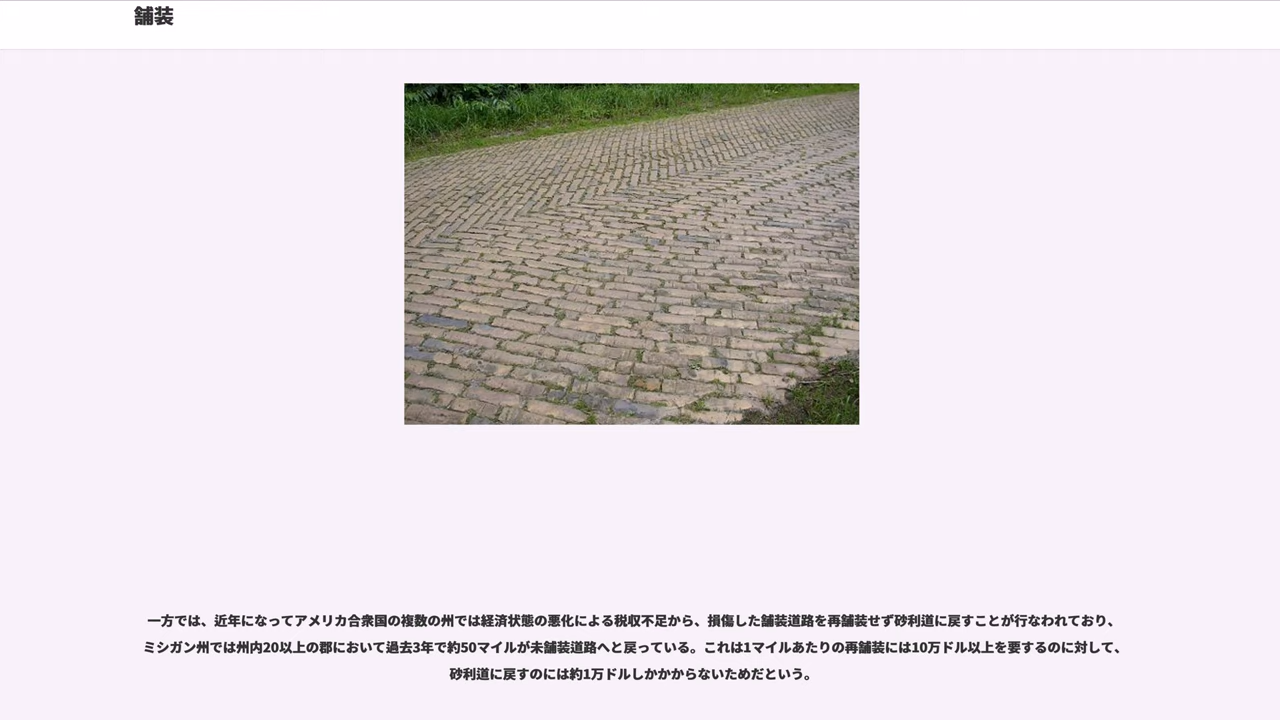 舗装
一方では、近年になってアメリカ合衆国の複数の州では経済状態の悪化による税収不足から、損傷した舗装道路を再舗装せず砂利道に戻すことが行なわれており、
ミシガン州では州内20以上の郡において過去3年で約50マイルが未舗装道路へと戻っている。これは1マイルあたりの再舗装には10万ドル以上を要するのに対して、
砂利道に戻すのには約1万ドルしかかからないためだという。